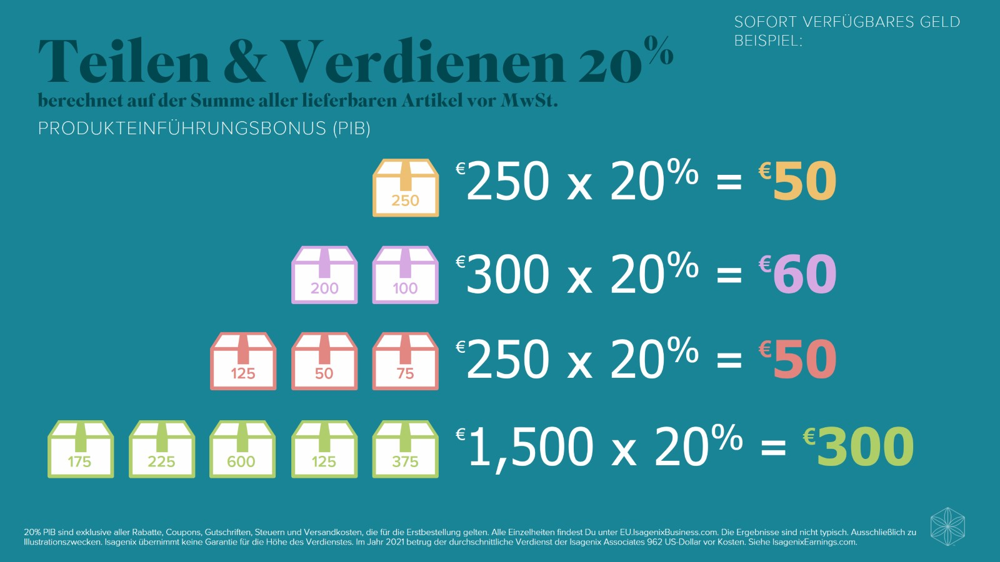 SOFORT VERFÜGBARES GELD
BEISPIEL:
Teilen & Verdienen 20%
berechnet auf der Summe aller lieferbaren Artikel vor MwSt.
PRODUKTEINFÜHRUNGSBONUS (PIB)
250 €250 x 20% = €50
200 100 €300 x 20% = €60
125 50 75 €250 x 20% = €50
175 225 600 125 375 €1,500 x 20% = €300
20% PIB sind exklusive aller Rabatte, Coupons, Gutschriften, Steuern und Versandkosten, die für die Erstbestellung gelten. Alle Einzelheiten findest Du unter EU.IsagenixBusiness.com. Die Ergebnisse sind nicht typisch. Ausschließlich zu
Illustrationszwecken. Isagenix übernimmt keine Garantie für die Höhe des Verdienstes. Im Jahr 2021 betrug der durchschnittliche Verdienst der Isagenix Associates 962 US-Dollar vor Kosten. Siehe IsagenixEarnings.com.